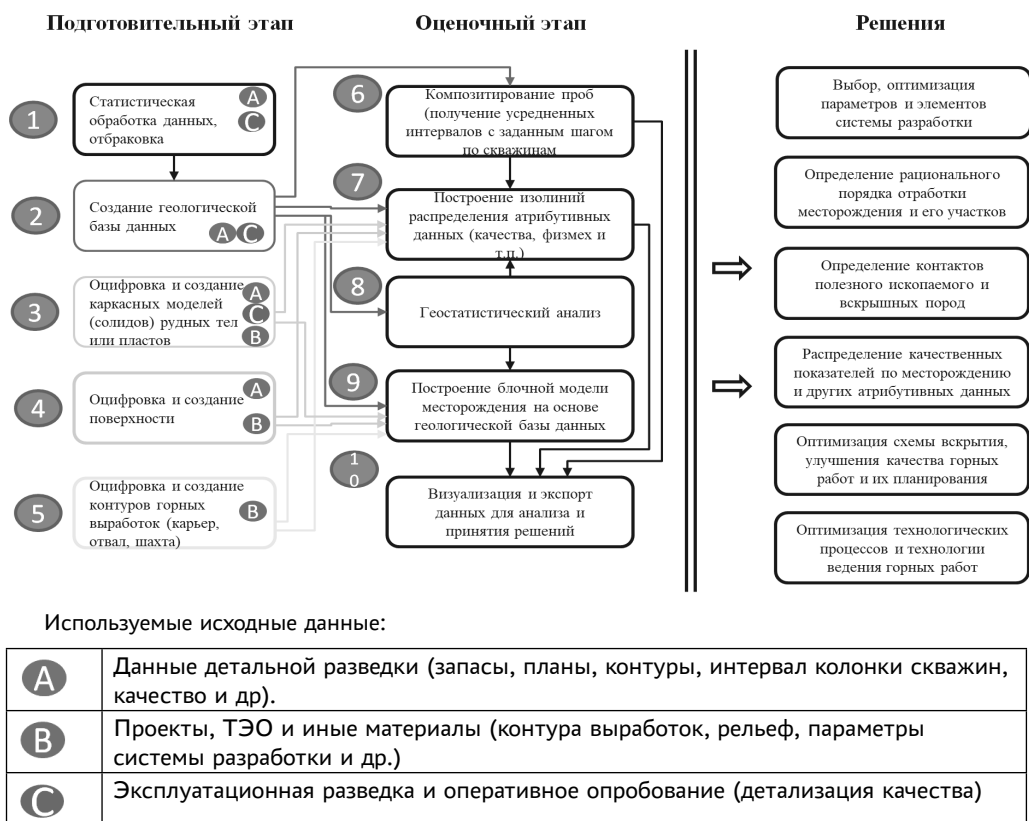 Подготовительный этап
Оценочный этап
Решения
1
Статистическая
обработка данных,
отбраковка
A
C
2
Создание геологической
базы данных
A C
3
Оцифровка и создание
каркасных моделей
(солидов) рудных тел
или пластов
A
C
B
4
Оцифровка и создание
поверхности
A
B
5
Оцифровка и создание
контуров горных
выработок (карьер,
отвал, шахта)
B
6
Композитирование проб
(получение усредненных
интервалов с заданным шагом
по скважинам
7
Построение изолиний
распределения атрибутивных
данных (качества, физмех и
т.п.)
8
Геостатистический анализ
9
Построение блочной модели
месторождения на основе
геологической базы данных
1
0
Визуализация и экспорт
данных для анализа и
принятия решений
Выбор, оптимизация
параметров и элементов
системы разработки
Определение рационального
порядка отработки
месторождения и его участков
Определение контактов
полезного ископаемого и
вскрышных пород
Распределение качественных
показателей по месторождению
и других атрибутивных данных
Оптимизация схемы вскрытия,
улучшения качества горных
работ и их планирования
Оптимизация технологических
процессов и технологии
ведения горных работ
Используемые исходные данные:
A
Данные детальной разведки (запасы, планы, контуры, интервал колонки скважин,
качество и др).
B
Проекты, ТЭО и иные материалы (контура выработок, рельеф, параметры
системы разработки и др.)
C
Эксплуатационная разведка и оперативное опробование (детализация качества)